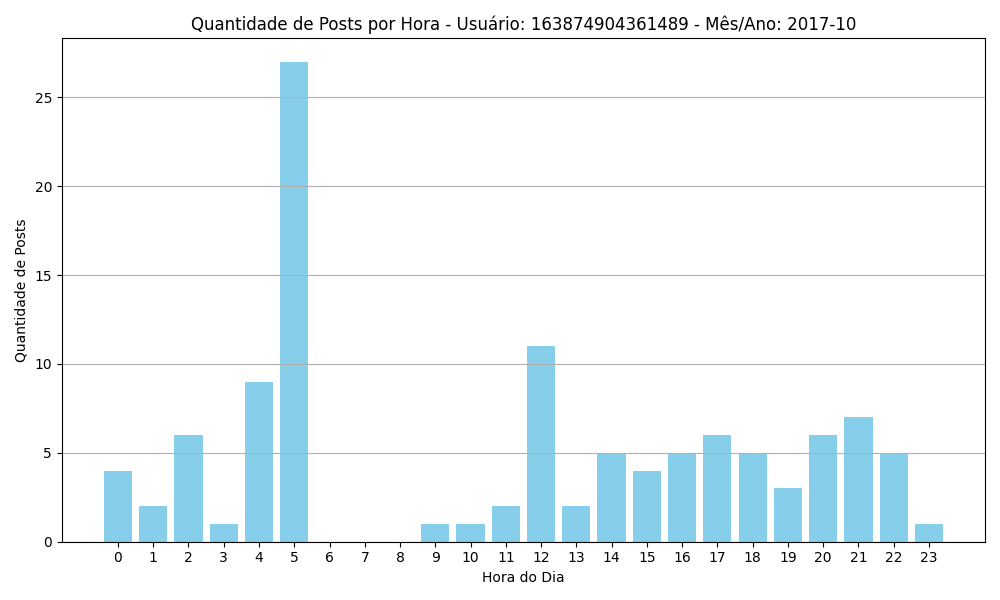 Quantidade de Posts por Hora - Usuário: 163874904361489 - Mês/Ano: 2017-10
Quantidade de Posts
25
20
15
10
5
0
0 1 2 3 4 5 6 7 8 9 10 11 12 13 14 15 16 17 18 19 20 21 22 23
Hora do Dia